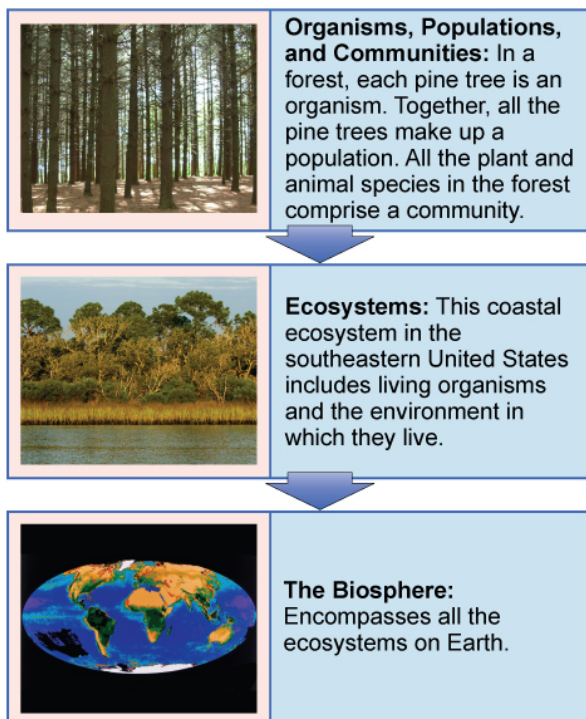 Organisms, Populations,
and Communities: In a
forest, each pine tree is an
organism. Together, all the
pine trees make up a
population. All the plant and
animal species in the forest
comprise a community.
Ecosystems: This coastal
ecosystem in the
southeastern United States
includes living organisms
and the environment in
which they live.
The Biosphere:
Encompasses all the
ecosystems on Earth.